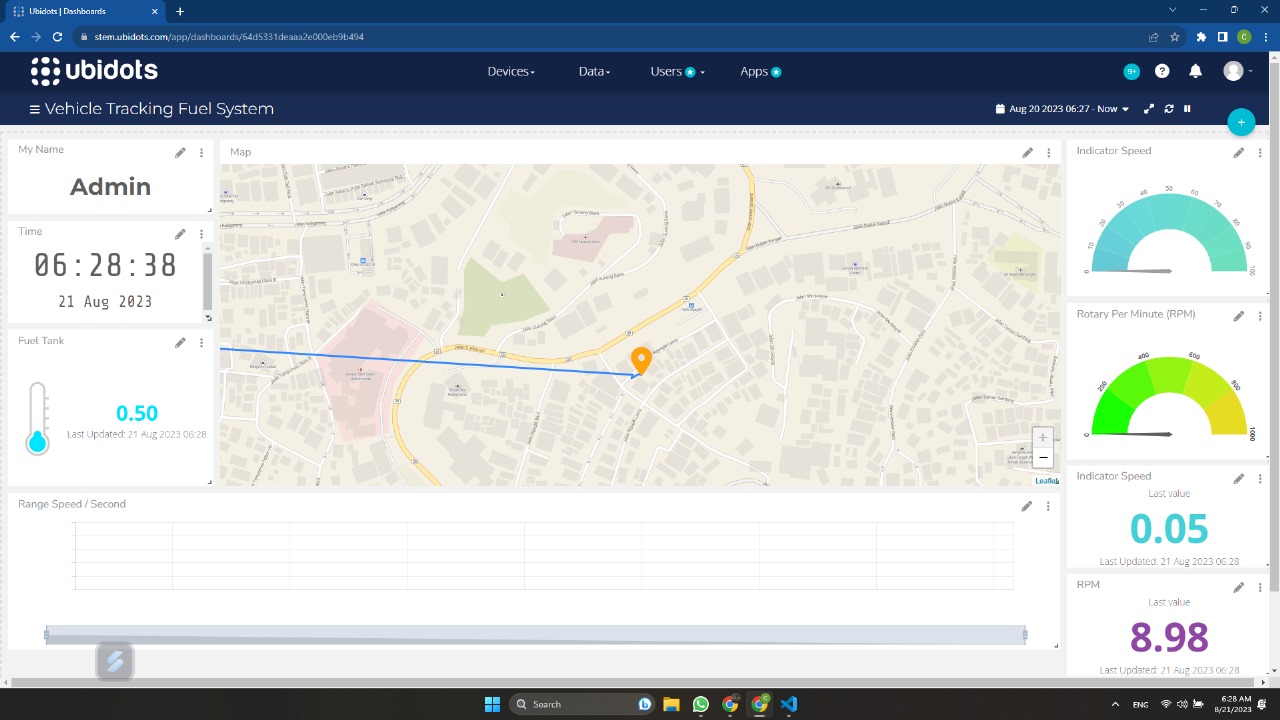 Ubidots | Dashboards
stem.ubidots.com/app/dashboards/64d5331deaaa2e000eb9b494
C
ubidots
Devices
Data
Users
Apps
9+
?
Vehicle Tracking Fuel System
Aug 20 2023 06:27 - Now
+
My Name
Admin
Time
06:28:38
21 Aug 2023
Fuel Tank
0.50
Last Updated: 21 Aug 2023 06:28
Map
+
−
Leaflet
Indicator Speed
0 10 20 30 40 50 60 70 80 90 100
Rotary Per Minute (RPM)
0 200 400 600 800 1000
Range Speed / Second
Indicator Speed
Last value
0.05
Last Updated: 21 Aug 2023 06:28
RPM
Last value
8.98
Last Updated: 21 Aug 2023 06:28
Search
ENG
6:28 AM
8/21/2023